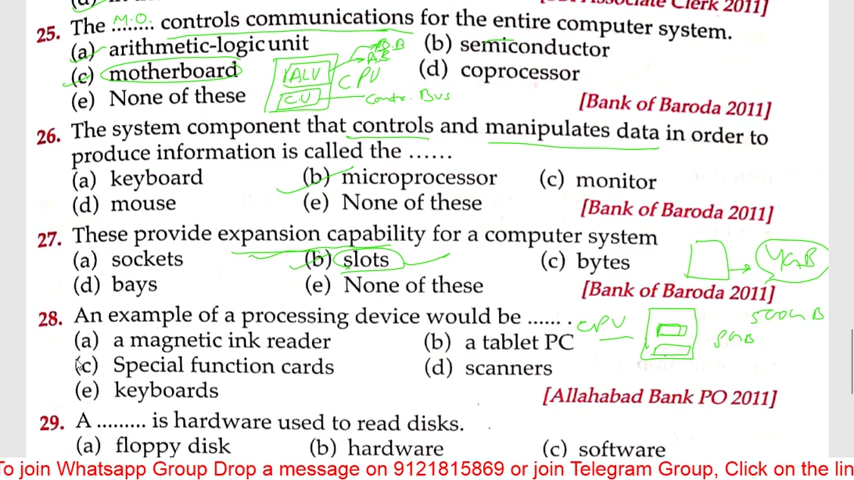 [Bank Associate Clerk 2011]
25. The ........ controls communications for the entire computer system.
M.O.
(a) arithmetic-logic unit (b) semiconductor
(c) motherboard (d) coprocessor
ALU CPU
CU
(e) None of these [Bank of Baroda 2011]
26. The system component that controls and manipulates data in order to
produce information is called the ......
(a) keyboard (b) microprocessor (c) monitor
(d) mouse (e) None of these [Bank of Baroda 2011]
27. These provide expansion capability for a computer system
(a) sockets (b) slots (c) bytes
4GB
(d) bays (e) None of these [Bank of Baroda 2011]
28. An example of a processing device would be ...... .
CPU
(a) a magnetic ink reader (b) a tablet PC
(c) Special function cards (d) scanners
(e) keyboards [Allahabad Bank PO 2011]
29. A ......... is hardware used to read disks.
(a) floppy disk (b) hardware (c) software
To join Whatsapp Group Drop a message on 9121815869 or join Telegram Group, Click on the lin